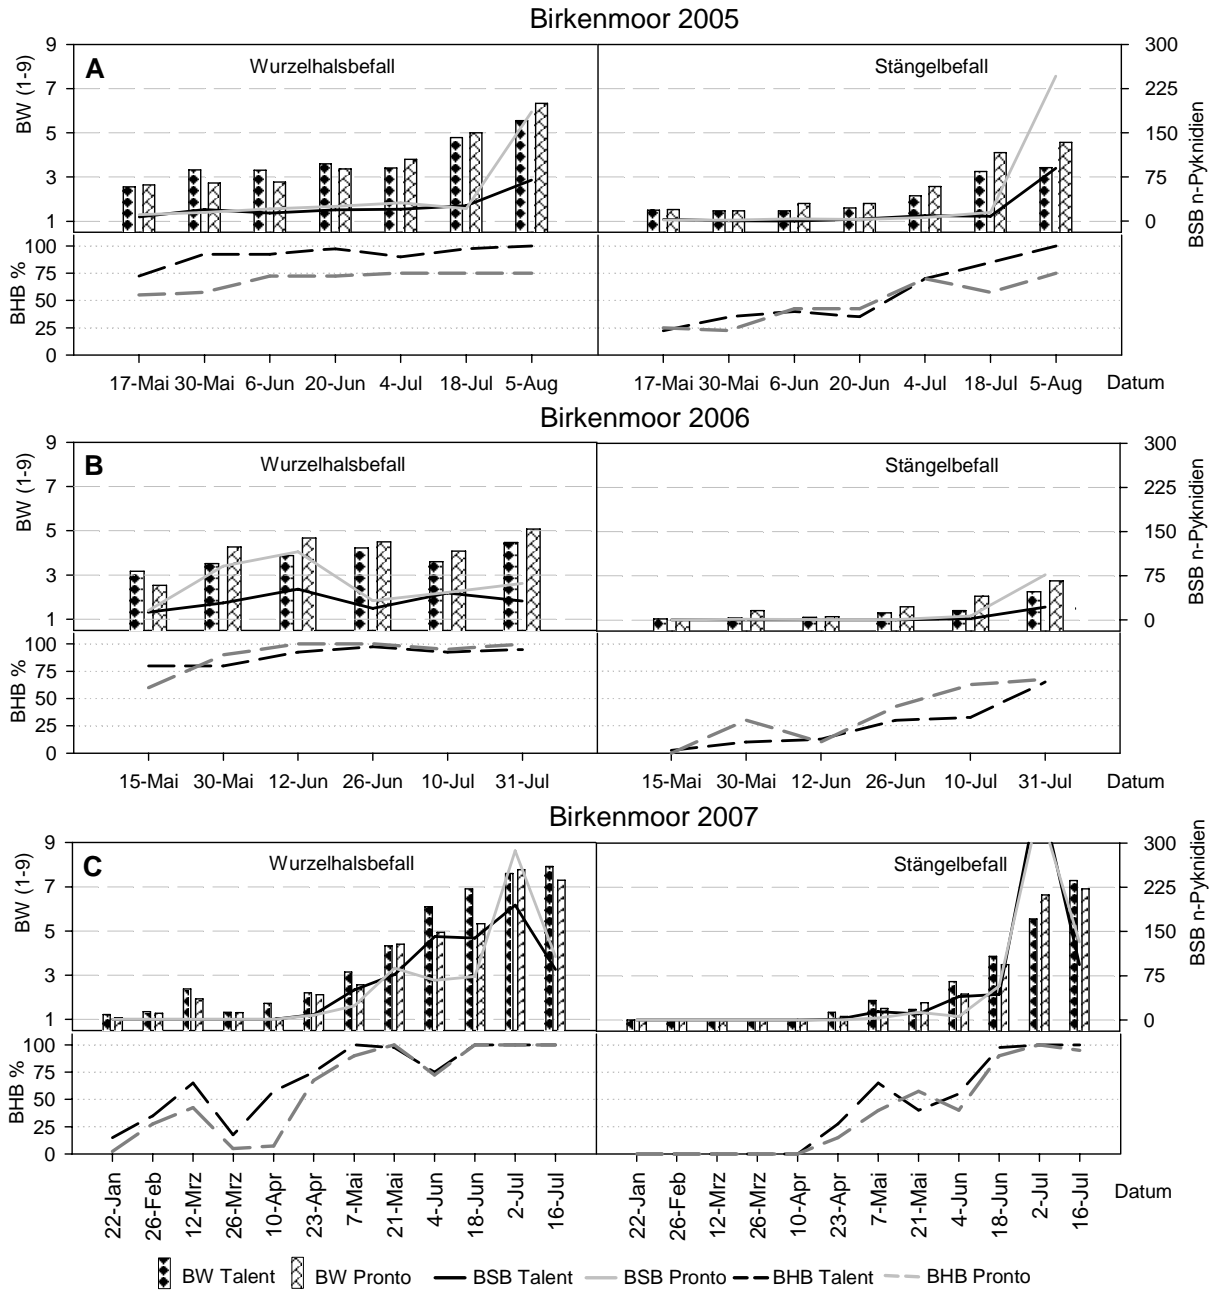 Birkenmoor 2005
A
Wurzelhalsbefall
Stängelbefall
BW (1-9)
9
7
5
3
1
BSB n-Pyknidien
300
225
150
75
0
BHB %
100
75
50
25
0
17-Mai 30-Mai 6-Jun 20-Jun 4-Jul 18-Jul 5-Aug
17-Mai 30-Mai 6-Jun 20-Jun 4-Jul 18-Jul 5-Aug Datum
Birkenmoor 2006
B
Wurzelhalsbefall
Stängelbefall
BW (1-9)
9
7
5
3
1
BSB n-Pyknidien
300
225
150
75
0
BHB %
100
75
50
25
0
15-Mai 30-Mai 12-Jun 26-Jun 10-Jul 31-Jul
15-Mai 30-Mai 12-Jun 26-Jun 10-Jul 31-Jul Datum
Birkenmoor 2007
C
Wurzelhalsbefall
Stängelbefall
BW (1-9)
9
7
5
3
1
BSB n-Pyknidien
300
225
150
75
0
BHB %
100
75
50
25
0
22-Jan 26-Feb 12-Mrz 26-Mrz 10-Apr 23-Apr 7-Mai 21-Mai 4-Jun 18-Jun 2-Jul 16-Jul
22-Jan 26-Feb 12-Mrz 26-Mrz 10-Apr 23-Apr 7-Mai 21-Mai 4-Jun 18-Jun 2-Jul 16-Jul Datum
BW Talent BW Pronto BSB Talent BSB Pronto BHB Talent BHB Pronto